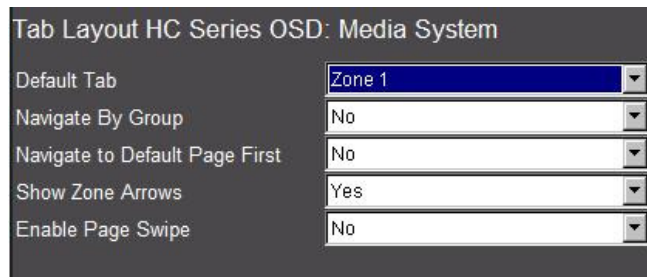 Tab Layout HC Series OSD: Media System
Default Tab Zone 1
Navigate By Group No
Navigate to Default Page First No
Show Zone Arrows Yes
Enable Page Swipe No